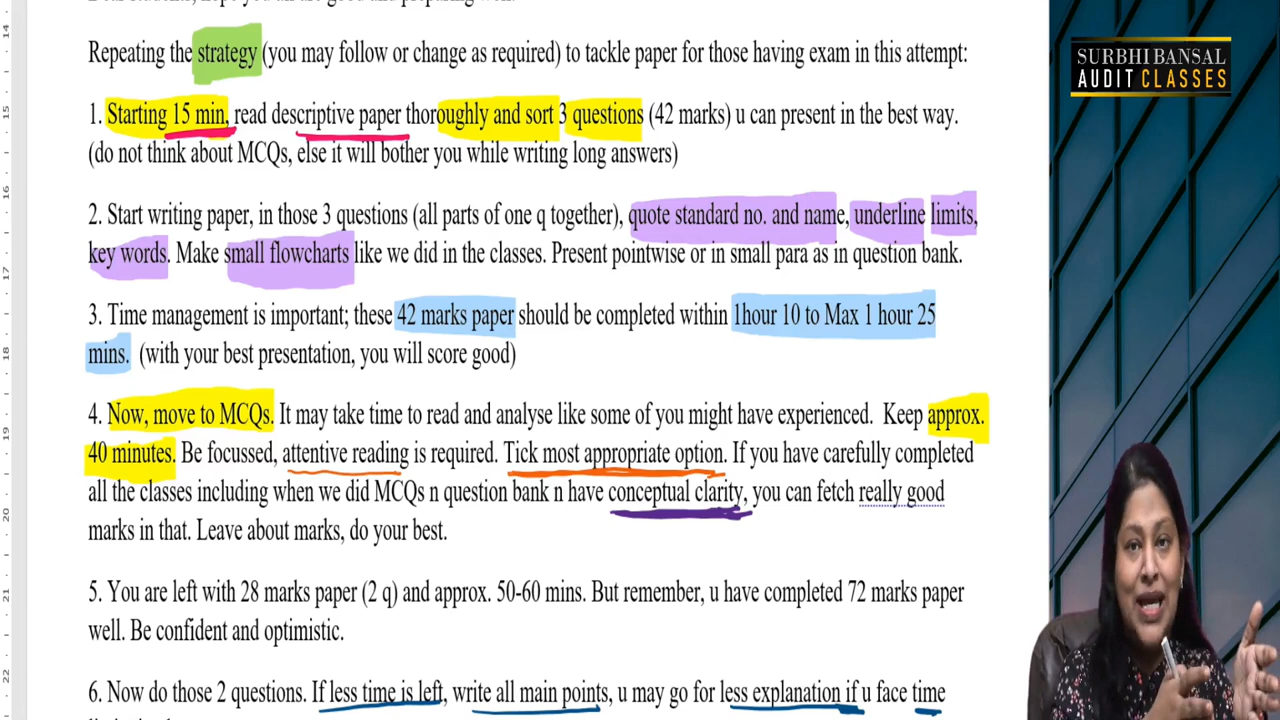 Repeating the strategy (you may follow or change as required) to tackle paper for those having exam in this attempt:
1. Starting 15 min, read descriptive paper thoroughly and sort 3 questions (42 marks) u can present in the best way.
(do not think about MCQs, else it will bother you while writing long answers)
2. Start writing paper, in those 3 questions (all parts of one q together), quote standard no. and name, underline limits,
key words. Make small flowcharts like we did in the classes. Present pointwise or in small para as in question bank.
3. Time management is important; these 42 marks paper should be completed within 1hour 10 to Max 1 hour 25
mins. (with your best presentation, you will score good)
4. Now, move to MCQs. It may take time to read and analyse like some of you might have experienced. Keep approx.
40 minutes. Be focussed, attentive reading is required. Tick most appropriate option. If you have carefully completed
all the classes including when we did MCQs n question bank n have conceptual clarity, you can fetch really good
marks in that. Leave about marks, do your best.
5. You are left with 28 marks paper (2 q) and approx. 50-60 mins. But remember, u have completed 72 marks paper
well. Be confident and optimistic.
6. Now do those 2 questions. If less time is left, write all main points, u may go for less explanation if u face time
SURBHI BANSAL
AUDIT CLASSES
14
15
16
17
18
19
20
21
22